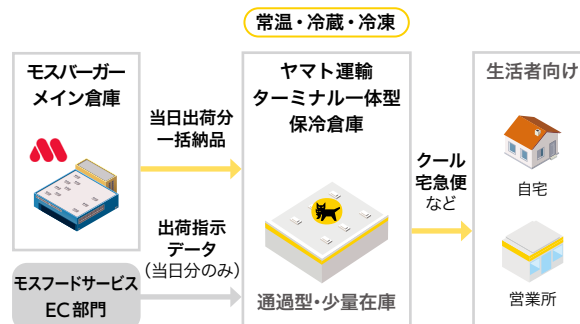 常温・冷蔵・冷凍
モスバーガー
メイン倉庫
当日出荷分
一括納品
出荷指示
データ
(当日分のみ)
モスフードサービス
EC部門
ヤマト運輸
ターミナル一体型
保冷倉庫
通過型・少量在庫
クール
宅急便
など
生活者向け
自宅
営業所